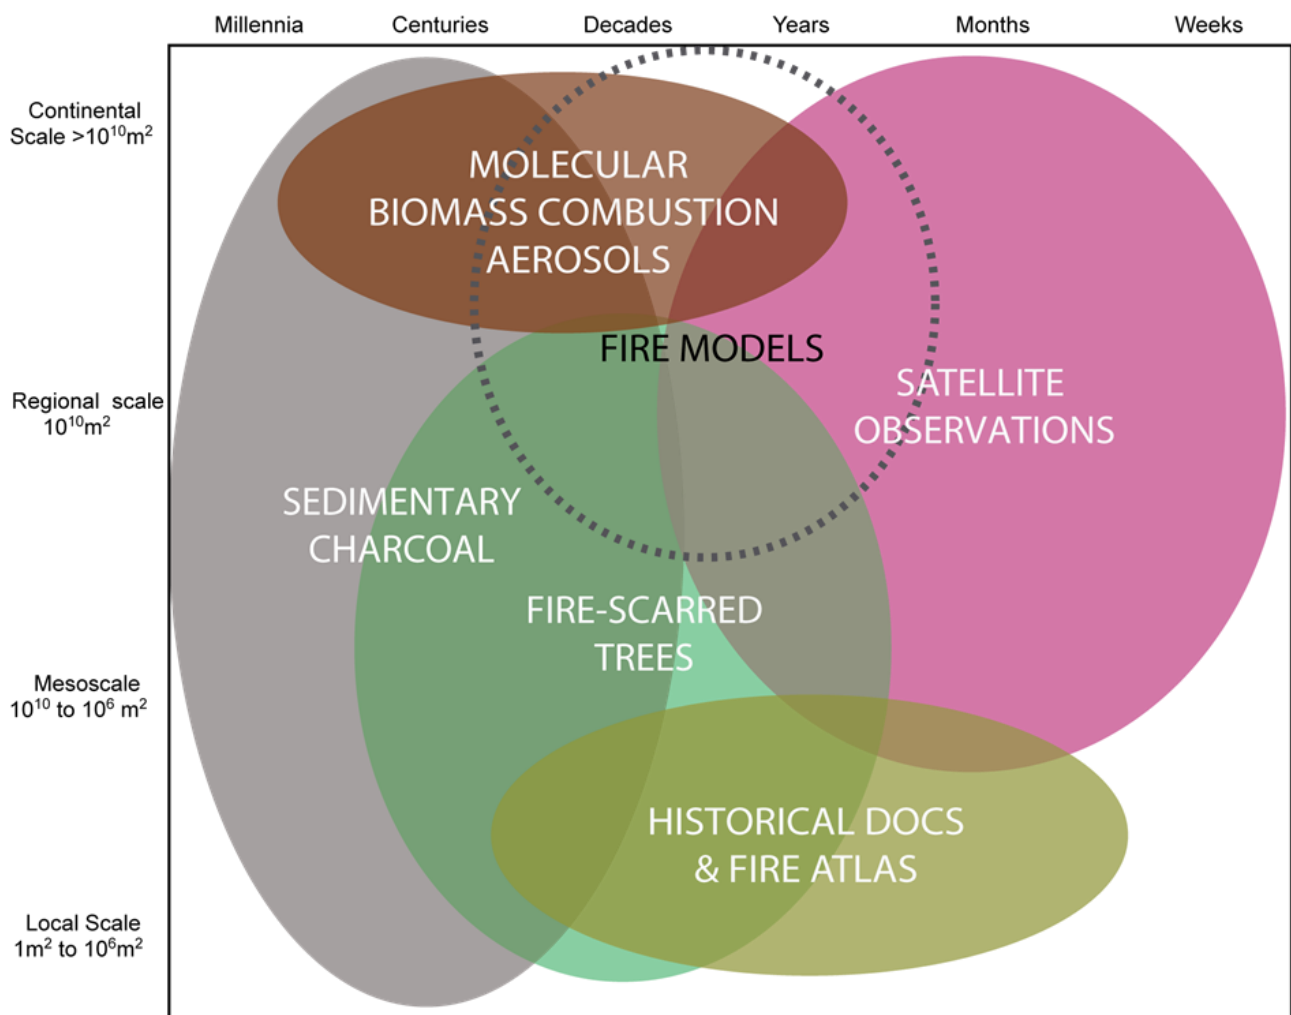 Millennia Centuries Decades Years Months Weeks
Continental
Scale >10¹⁰m²
MOLECULAR
BIOMASS COMBUSTION
AEROSOLS
FIRE MODELS
Regional scale
10¹⁰m²
SATELLITE
OBSERVATIONS
SEDIMENTARY
CHARCOAL
FIRE-SCARRED
TREES
Mesoscale
10¹⁰ to 10⁶ m²
HISTORICAL DOCS
& FIRE ATLAS
Local Scale
1m² to 10⁶m²